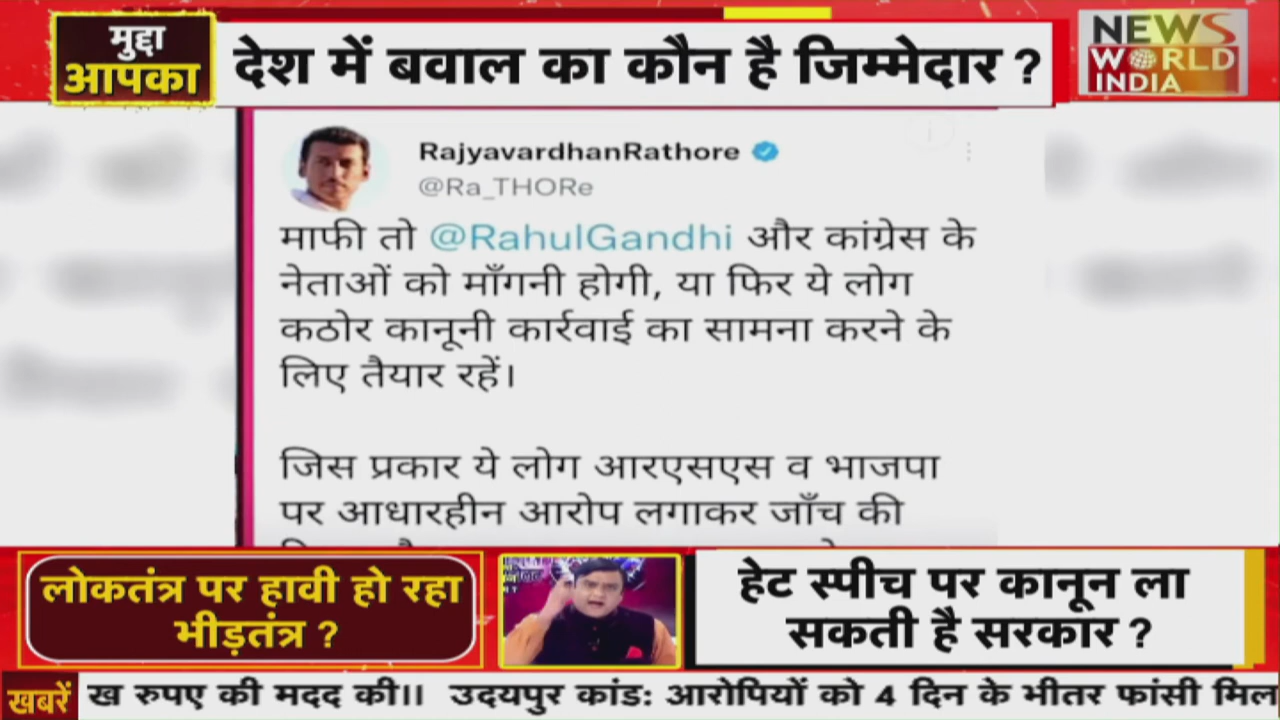 मुद्दा
आपका
देश में बवाल का कौन है जिम्मेदार ?
NEWS
WORLD
INDIA
RajyavardhanRathore
@Ra_THORe
माफी तो @RahulGandhi और कांग्रेस के
नेताओं को माँगनी होगी, या फिर ये लोग
कठोर कानूनी कार्रवाई का सामना करने के
लिए तैयार रहें।
जिस प्रकार ये लोग आरएसएस व भाजपा
पर आधारहीन आरोप लगाकर जाँच की
लोकतंत्र पर हावी हो रहा
भीड़तंत्र ?
हेट स्पीच पर कानून ला
सकती है सरकार ?
खबरें
ख रुपए की मदद की।। उदयपुर कांड: आरोपियों को 4 दिन के भीतर फांसी मिल